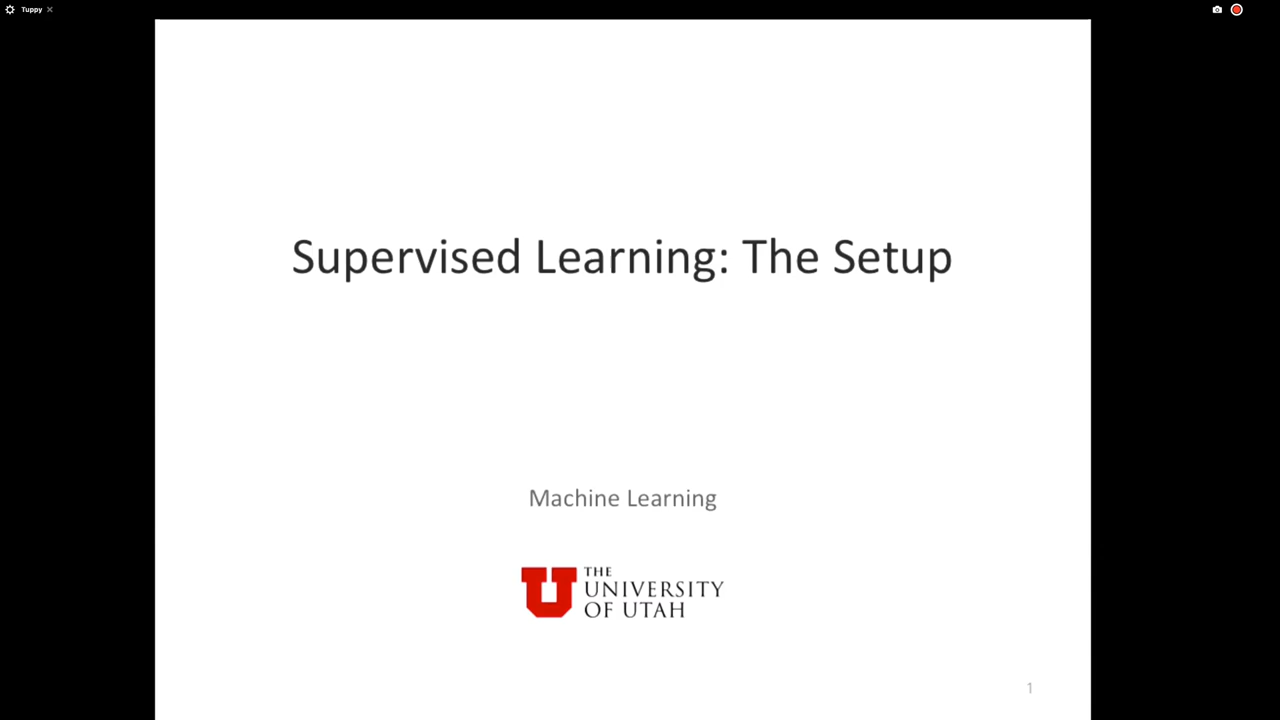 Tuppy
Supervised Learning: The Setup
Machine Learning
THE
UNIVERSITY
OF UTAH
1